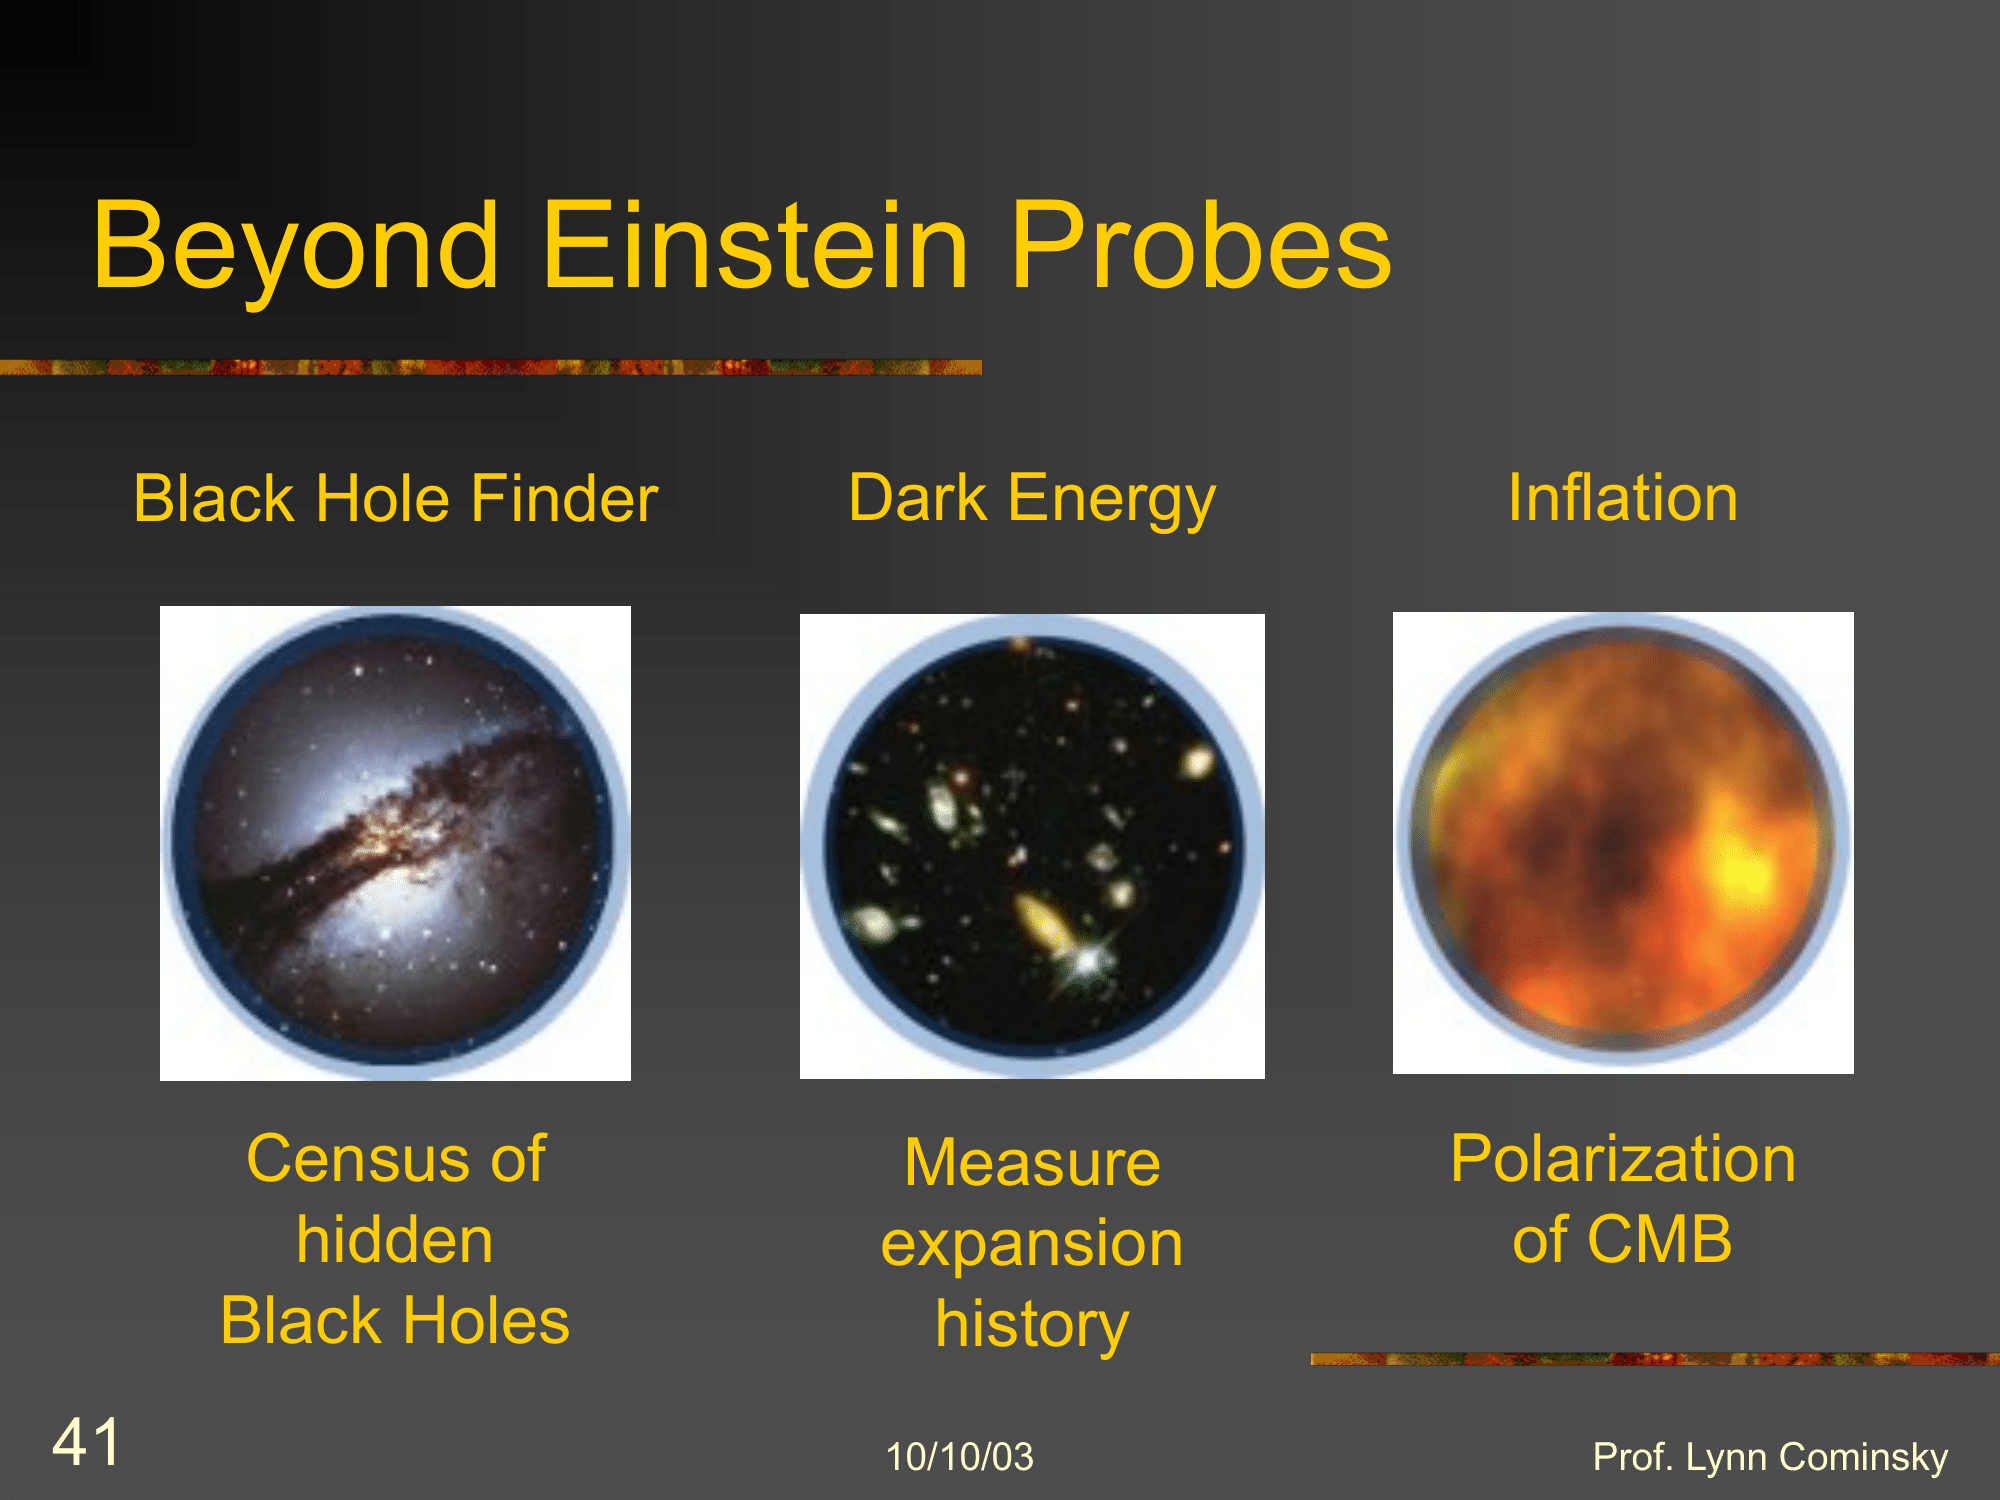 Beyond Einstein Probes
Black Hole Finder
Dark Energy
Inflation
Census of
hidden
Black Holes
Measure
expansion
history
Polarization
of CMB
41
10/10/03
Prof. Lynn Cominsky